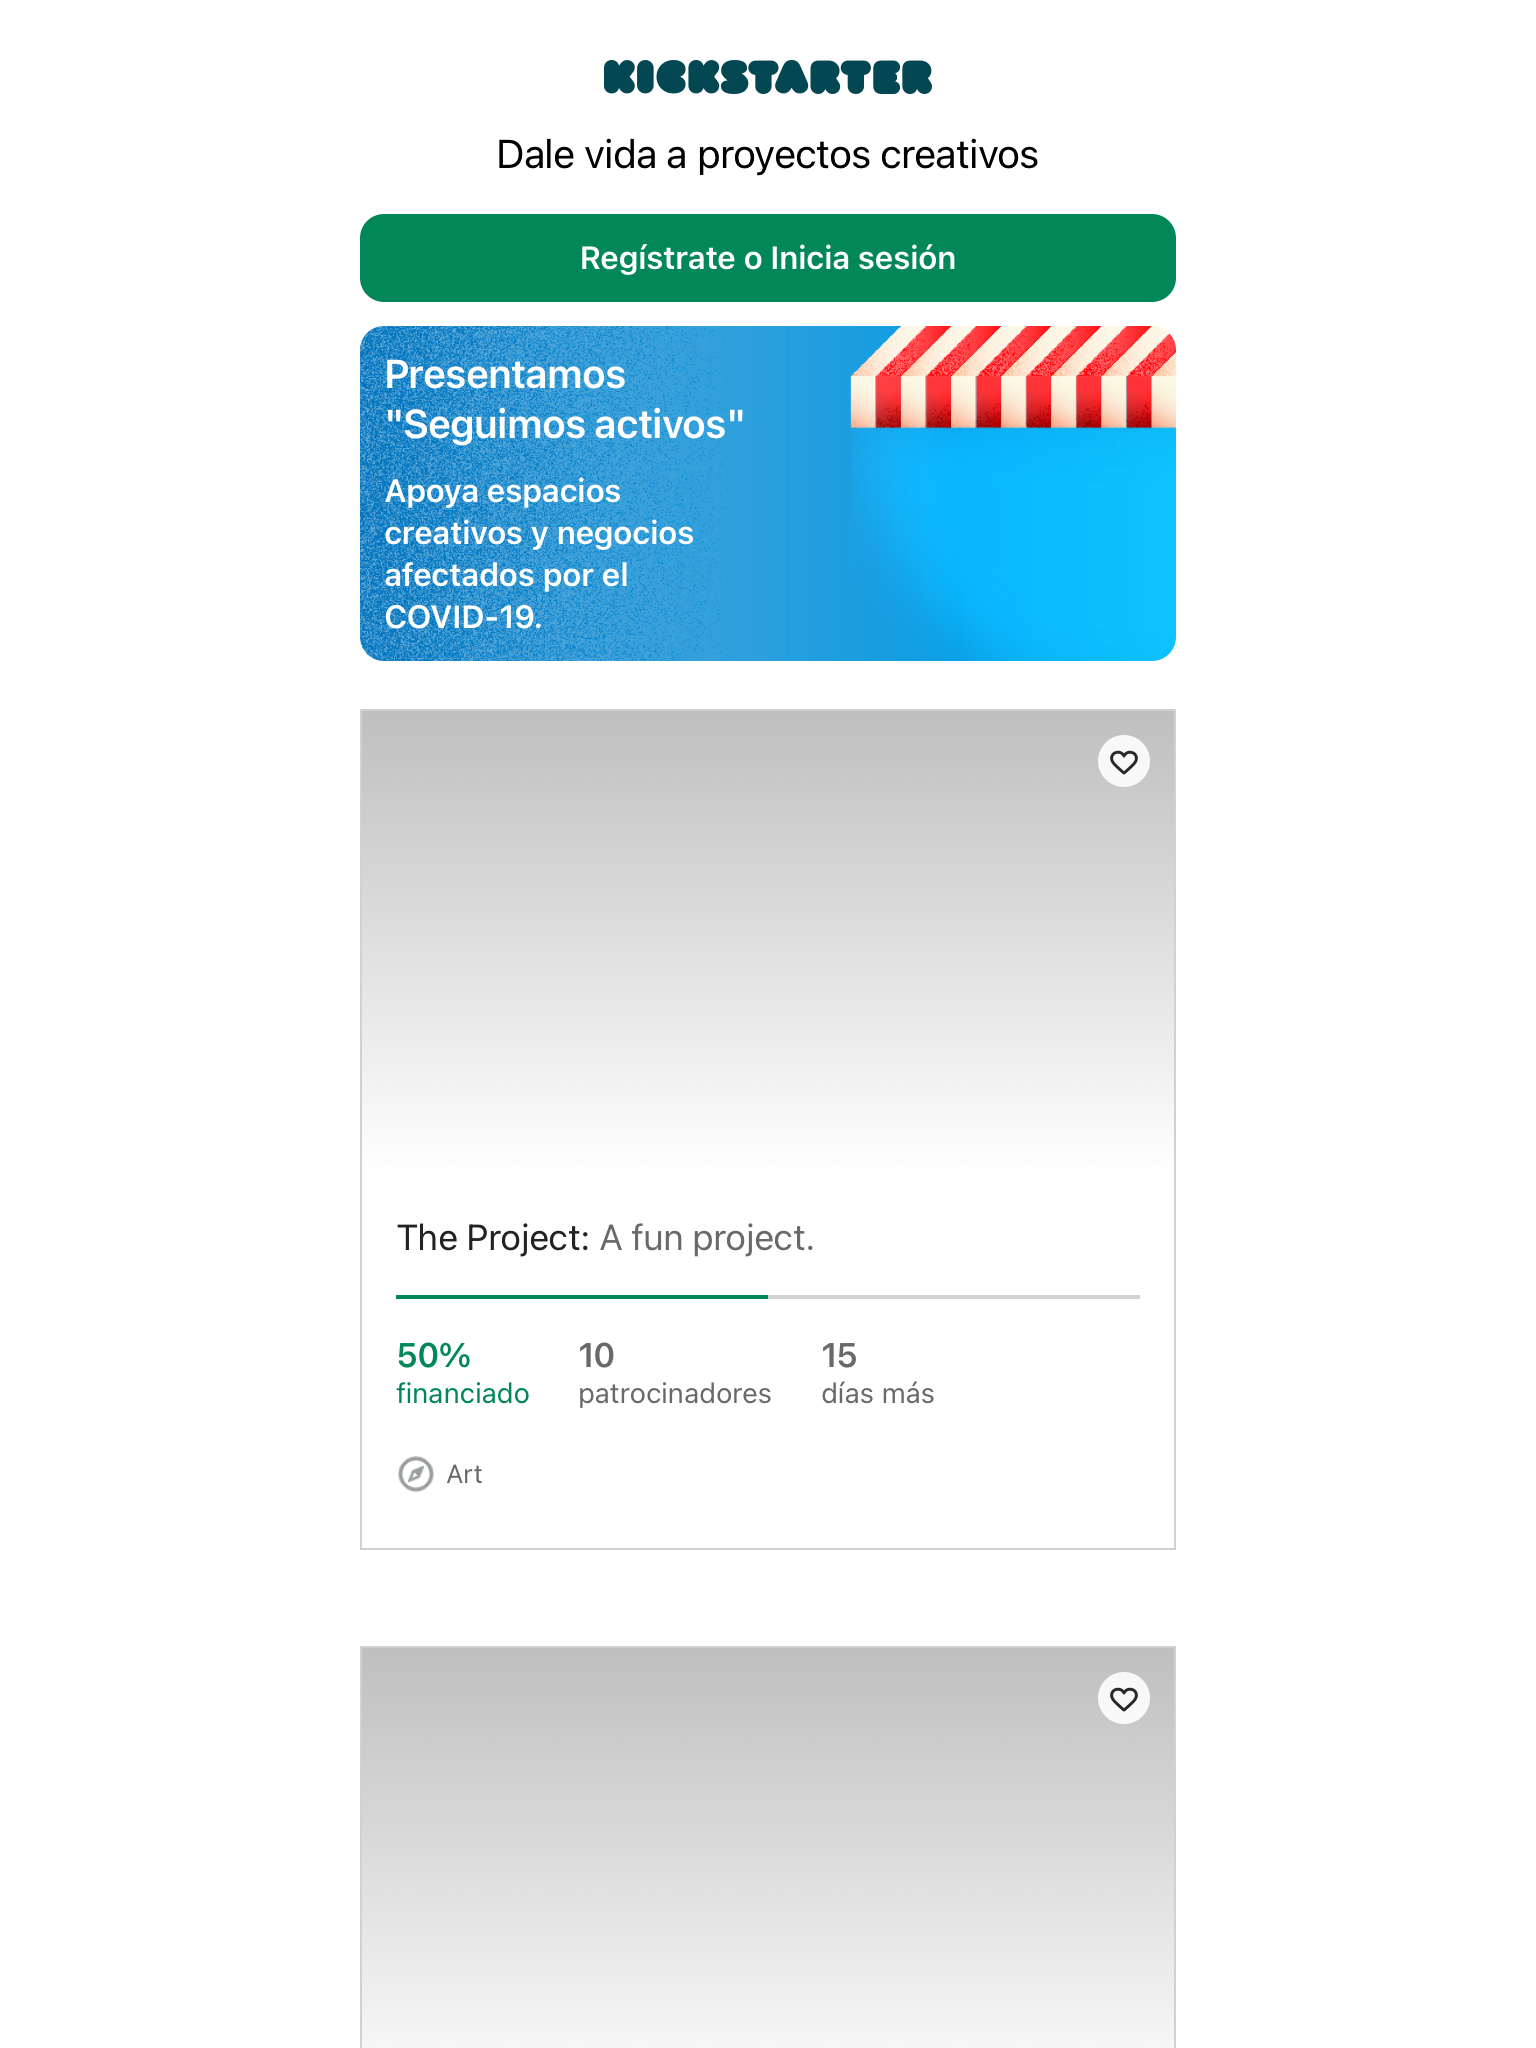 KICKSTARTER
Dale vida a proyectos creativos
Regístrate o Inicia sesión
Presentamos
"Seguimos activos"
Apoya espacios
creativos y negocios
afectados por el
COVID-19.
The Project: A fun project.
50% 10 15
financiado patrocinadores días más
Art